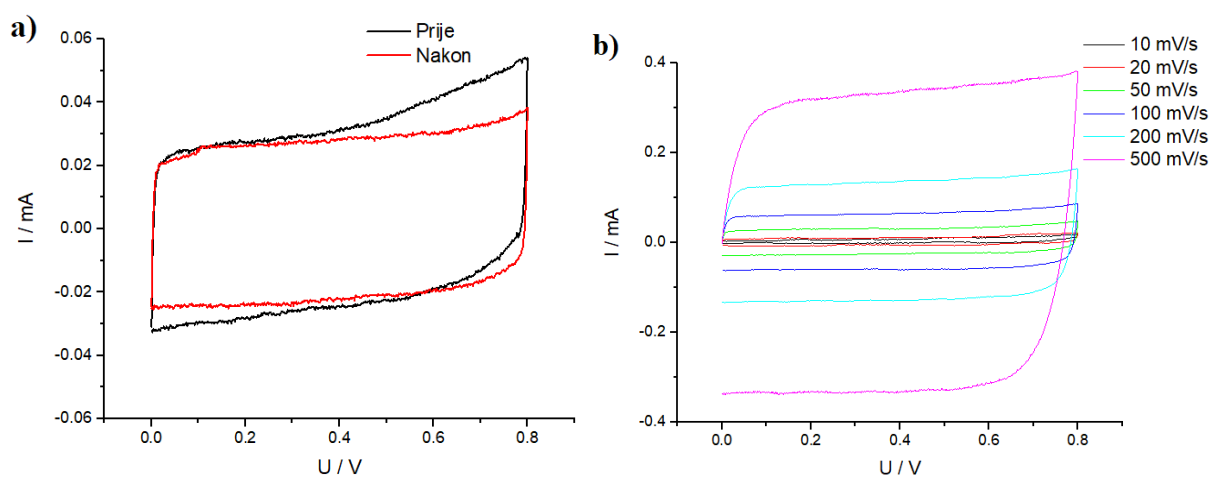 a)
Prije
Nakon
0.06
0.04
0.02
0.00
-0.02
-0.04
-0.06
I / mA
0.0 0.2 0.4 0.6 0.8
U / V
b)
10 mV/s
20 mV/s
50 mV/s
100 mV/s
200 mV/s
500 mV/s
0.4
0.2
0.0
-0.2
-0.4
I / mA
0.0 0.2 0.4 0.6 0.8
U / V